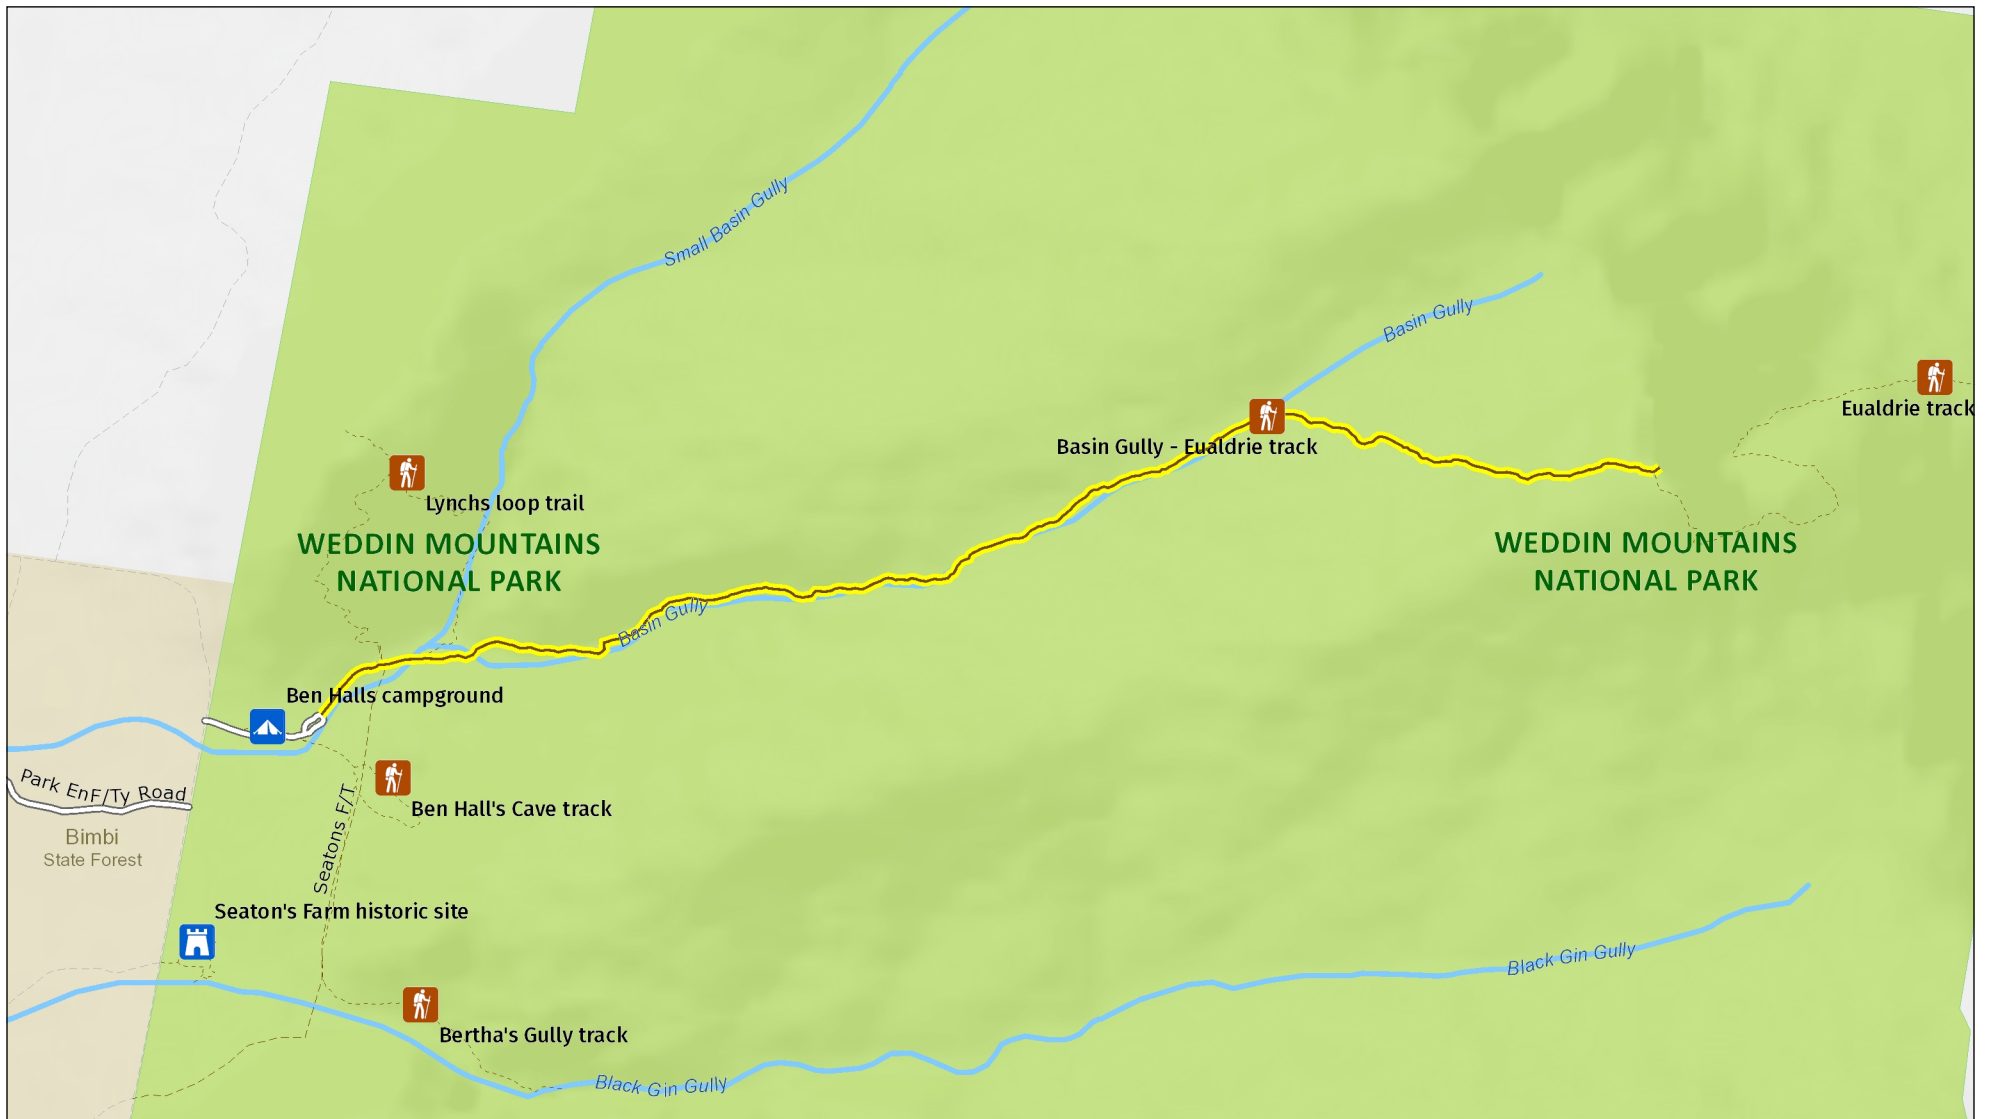 Small Basin Gully
Basin Gully
Eualdrie track
Basin Gully - Eualdrie track
Lynchs loop trail
WEDDIN MOUNTAINS
NATIONAL PARK
WEDDIN MOUNTAINS
NATIONAL PARK
Basin Gully
Ben Halls campground
Park EnF/Ty Road
Ben Hall's Cave track
Bimbi
State Forest
Seatons F/T
Seaton's Farm historic site
Black Gin Gully
Bertha's Gully track
Black Gin Gully